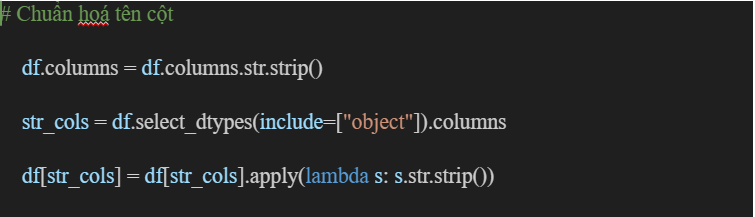 # Chuẩn hoá tên cột
df.columns = df.columns.str.strip()
str_cols = df.select_dtypes(include=["object"]).columns
df[str_cols] = df[str_cols].apply(lambda s: s.str.strip())